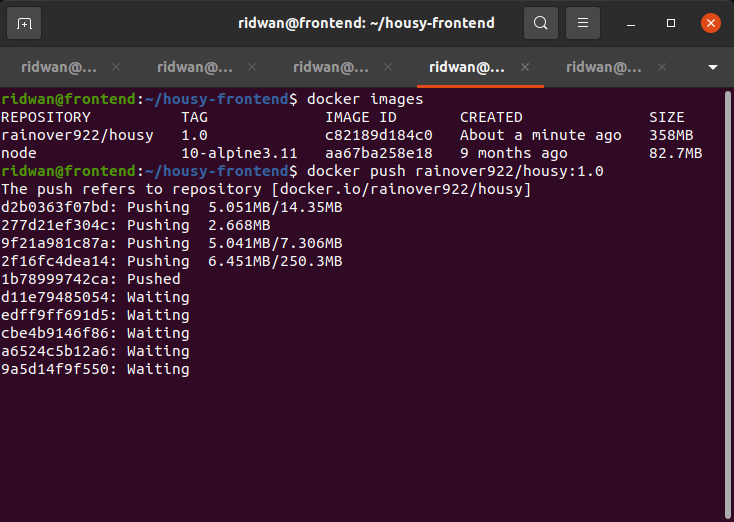 ridwan@frontend: ~/housy-frontend
ridwan@... ridwan@... ridwan@... ridwan@... ridwan@...
ridwan@frontend:~/housy-frontend$ docker images
REPOSITORY TAG IMAGE ID CREATED SIZE
rainover922/housy 1.0 c82189d184c0 About a minute ago 358MB
node 10-alpine3.11 aa67ba258e18 9 months ago 82.7MB
ridwan@frontend:~/housy-frontend$ docker push rainover922/housy:1.0
The push refers to repository [docker.io/rainover922/housy]
d2b0363f07bd: Pushing 5.051MB/14.35MB
277d21ef304c: Pushing 2.668MB
9f21a981c87a: Pushing 5.041MB/7.306MB
2f16fc4dea14: Pushing 6.451MB/250.3MB
1b78999742ca: Pushed
d11e79485054: Waiting
edff9ff691d5: Waiting
cbe4b9146f86: Waiting
a6524c5b12a6: Waiting
9a5d14f9f550: Waiting